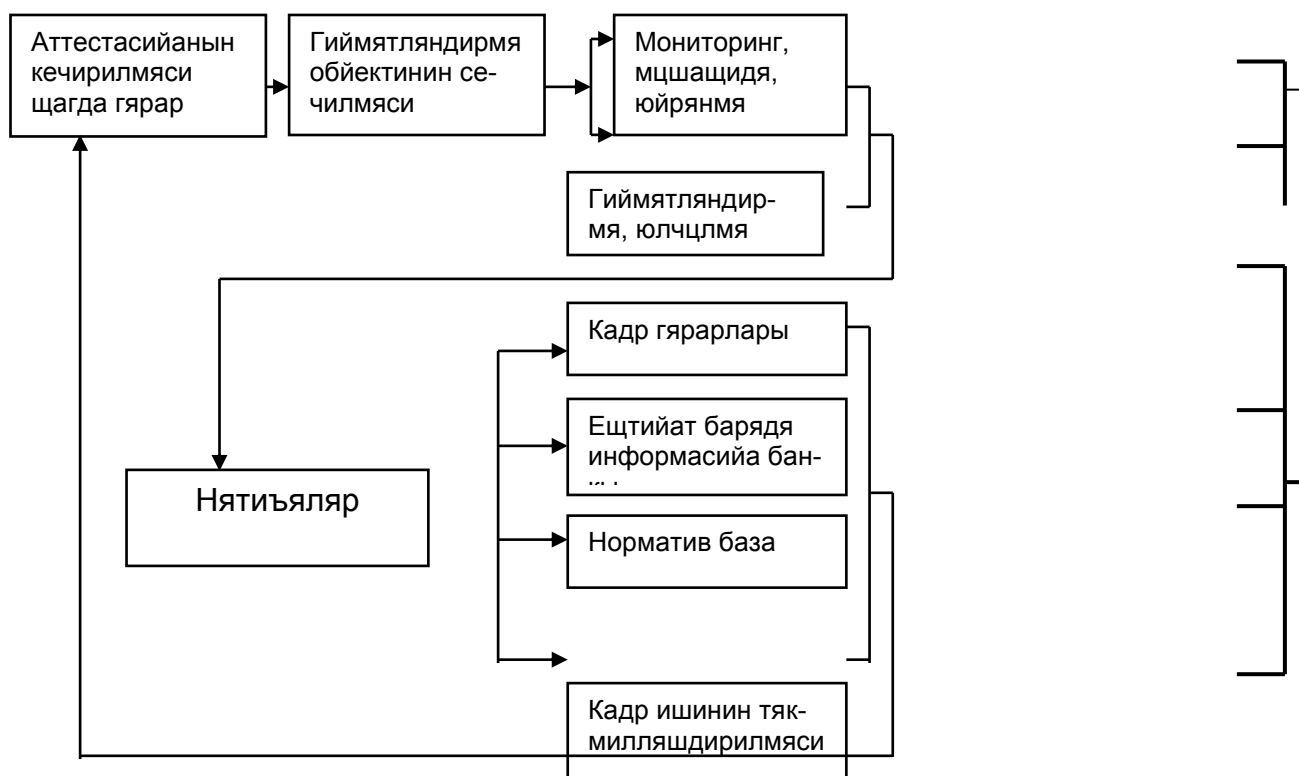 Аттестасийанын
кечирилмяси
щагда гярар
Гиймятляндирмя
обйектинин се-
чилмяси
Мониторинг,
мцшащидя,
юйрянмя
Гиймятляндир-
мя, юлчцлмя
Кадр гярарлары
Ещтийат барядя
информасийа бан-
кы
Нятиъяляр
Норматив база
Кадр ишинин тяк-
милляшдирилмяси